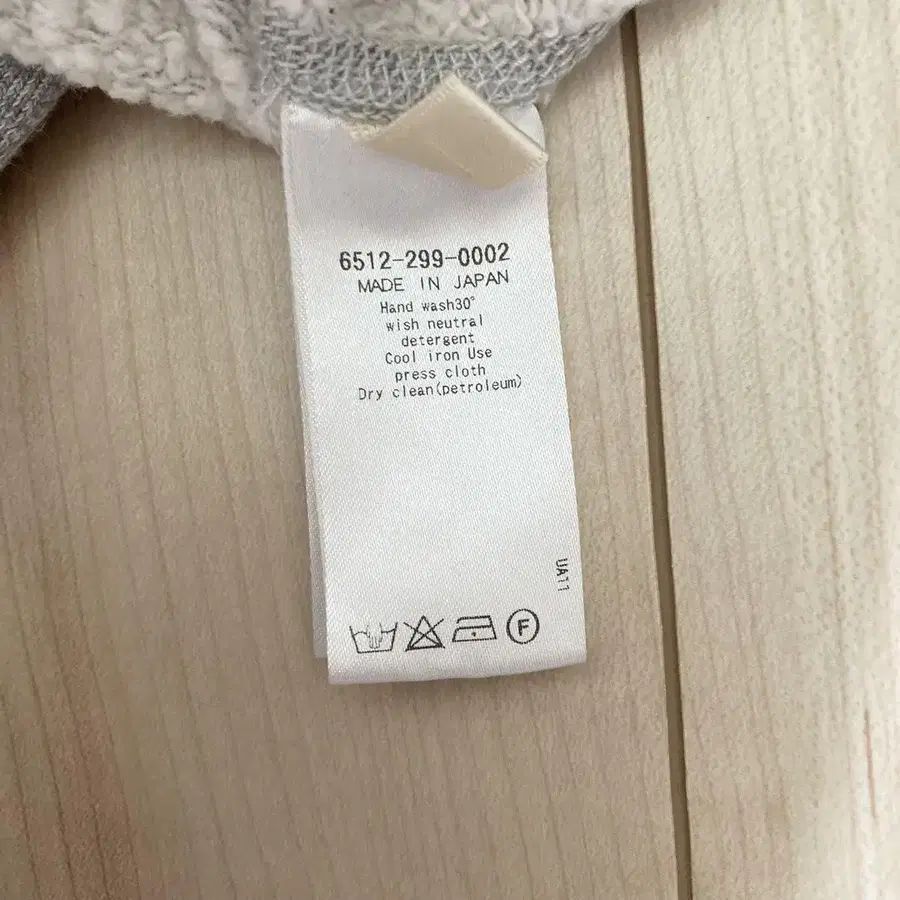 6512-299-0002
MADE IN JAPAN
Hand wash30°
wish neutral
detergent
Cool iron Use
press cloth
Dry clean(petroleum)
UA11
F